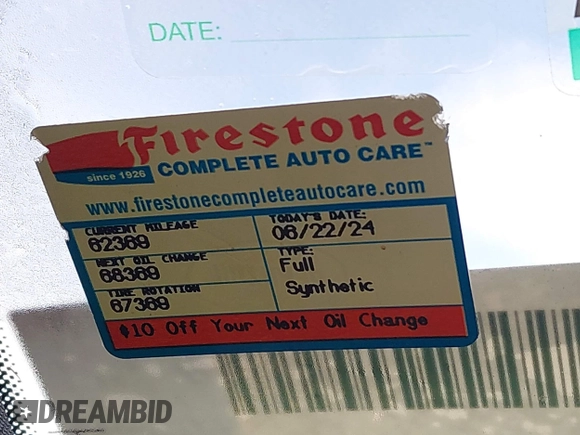 DATE:
Firestone
since 1926
COMPLETE AUTO CARE™
www.firestonecompleteautocare.com
CURRENT MILEAGE
62369
TODAY'S DATE:
06/22/24
NEXT OIL CHANGE
68369
TYPE:
Full
Synthetic
TIRE ROTATION
67369
$10 Off Your Next Oil Change
DREAMBID